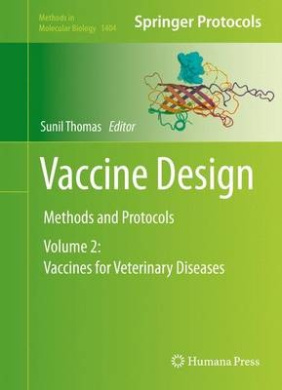 Methods in
Molecular Biology 1404
Springer Protocols
Sunil Thomas Editor
Vaccine Design
Methods and Protocols
Volume 2:
Vaccines for Veterinary Diseases
Humana Press